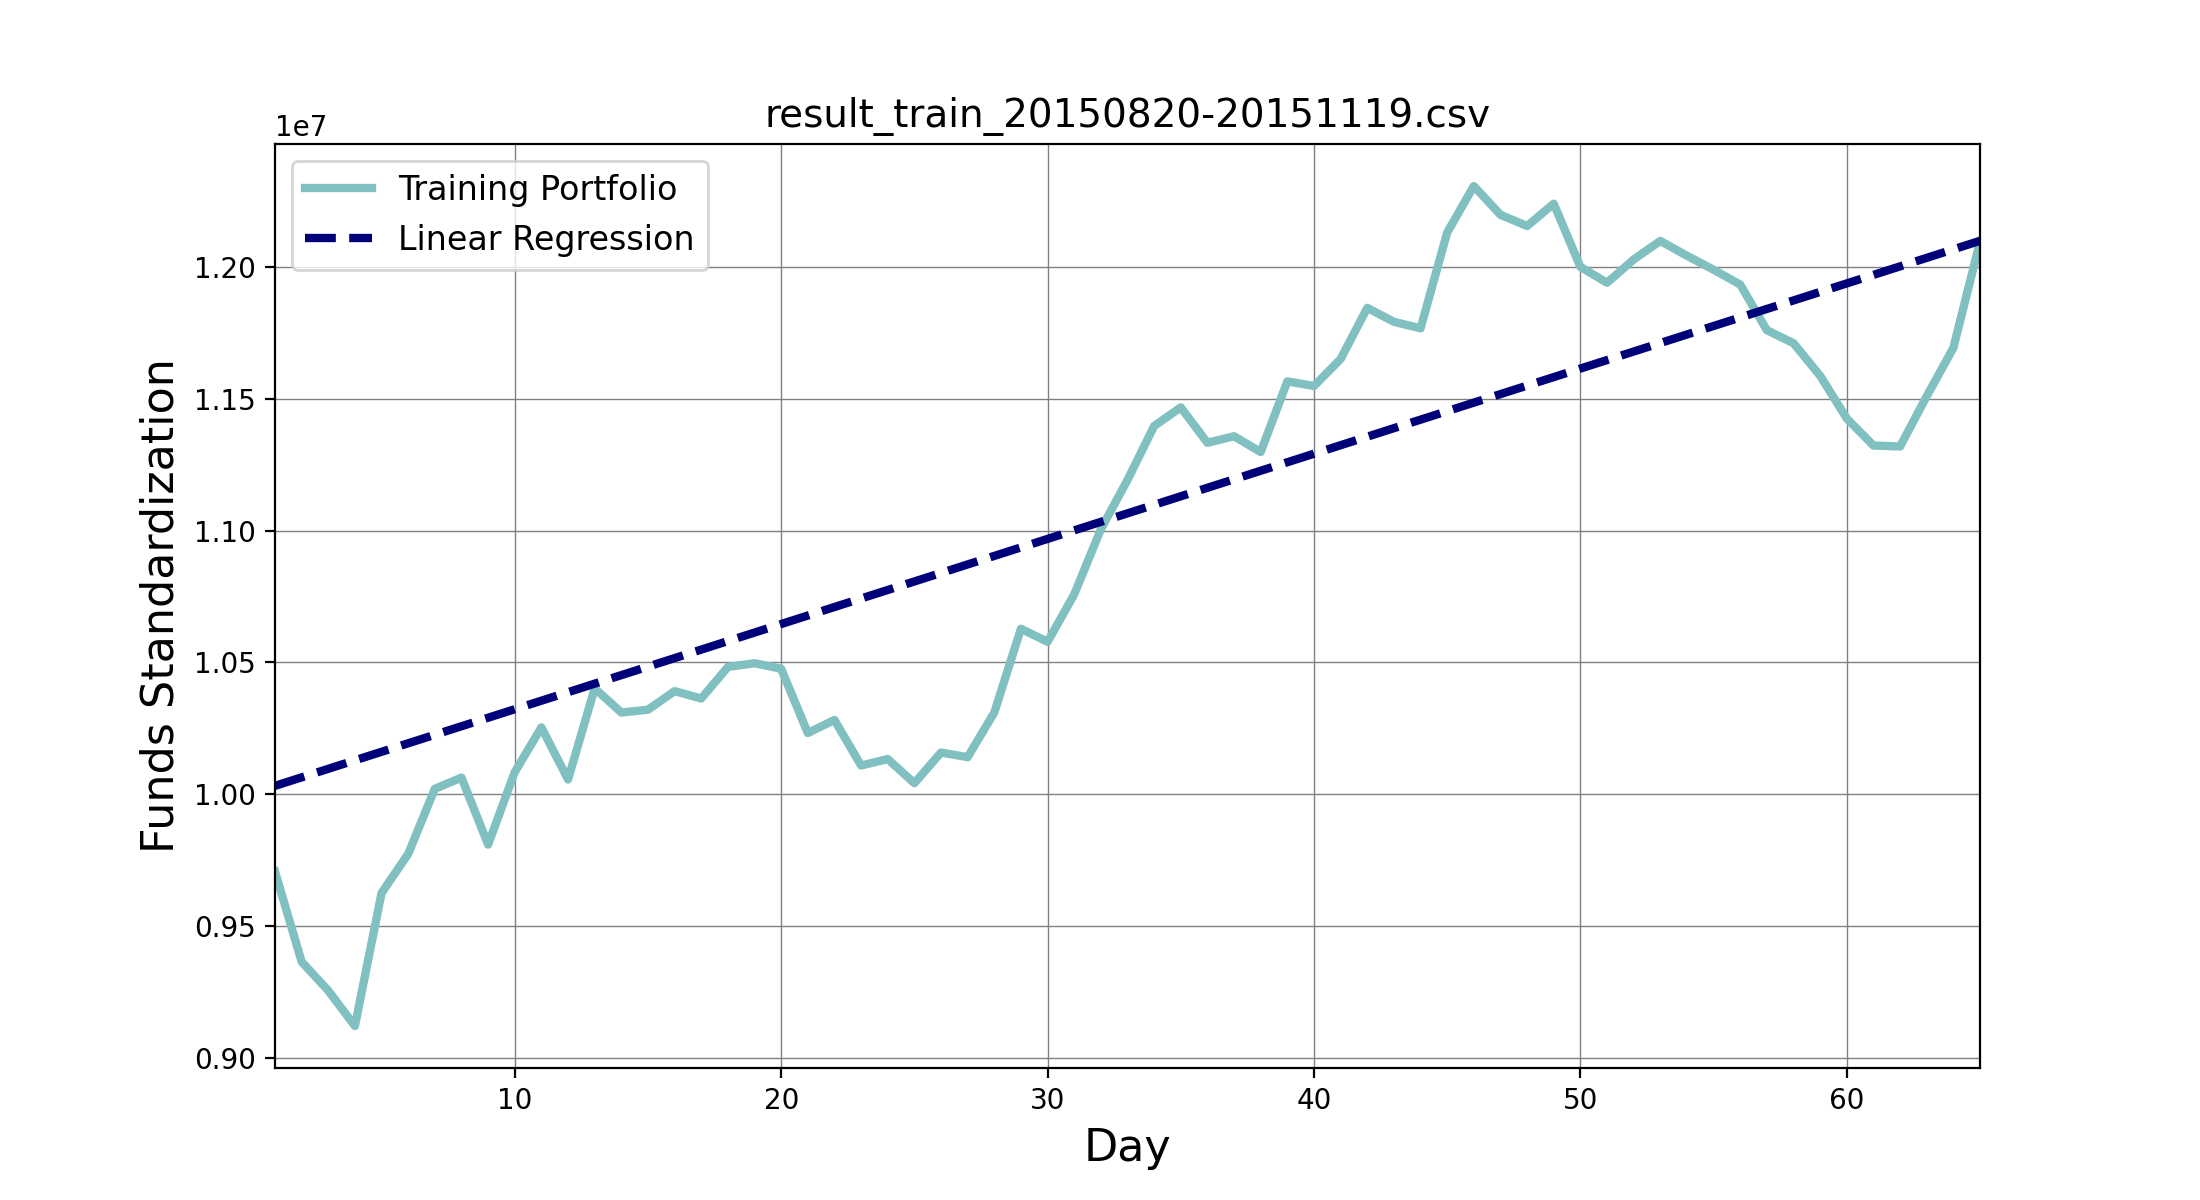 result_train_20150820-20151119.csv
1e7
Training Portfolio
Linear Regression
1.20
1.15
1.10
1.05
1.00
0.95
0.90
Funds Standardization
10 20 30 40 50 60
Day